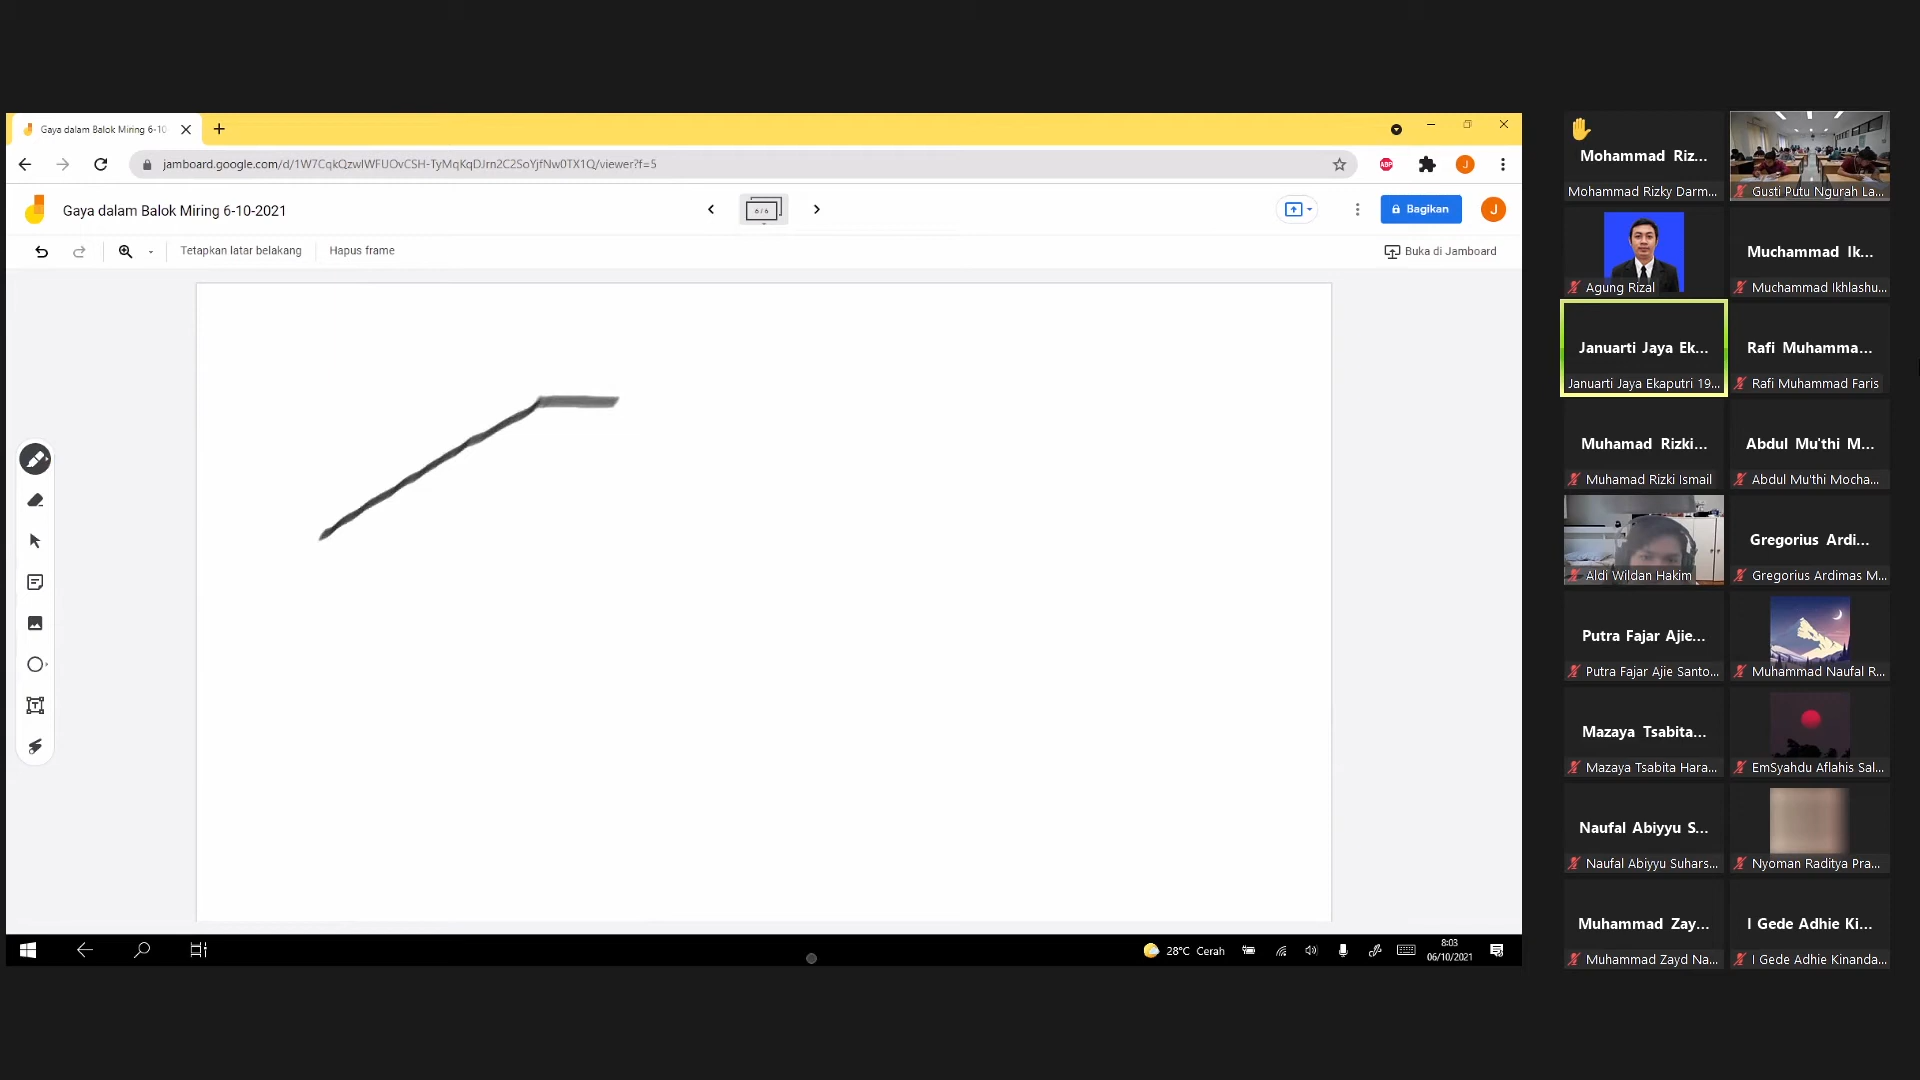 Gaya dalam Balok Miring 6-10
jamboard.google.com/d/1W7CqkQzwlWFUOvCSH-TyMqKqDJrn2C2SoYjfNw0TX1Q/viewer?f=5
ABP
J
Gaya dalam Balok Miring 6-10-2021
6 / 6
Bagikan
J
Tetapkan latar belakang
Hapus frame
Buka di Jamboard
28°C Cerah
8:03
06/10/2021
Mohammad Riz...
Mohammad Rizky Darm...
Gusti Putu Ngurah La...
Agung Rizal
Muchammad Ik...
Muchammad Ikhlashu...
Januarti Jaya Ek...
Januarti Jaya Ekaputri 19...
Rafi Muhamma...
Rafi Muhammad Faris
Muhamad Rizki...
Muhamad Rizki Ismail
Abdul Mu'thi M...
Abdul Mu'thi Mocha...
Aldi Wildan Hakim
Gregorius Ardi...
Gregorius Ardimas M...
Putra Fajar Ajie...
Putra Fajar Ajie Santo...
Muhammad Naufal R...
Mazaya Tsabita...
Mazaya Tsabita Hara...
EmSyahdu Aflahis Sal...
Naufal Abiyyu S...
Naufal Abiyyu Suhars...
Nyoman Raditya Pra...
Muhammad Zay...
Muhammad Zayd Na...
I Gede Adhie Ki...
I Gede Adhie Kinanda...